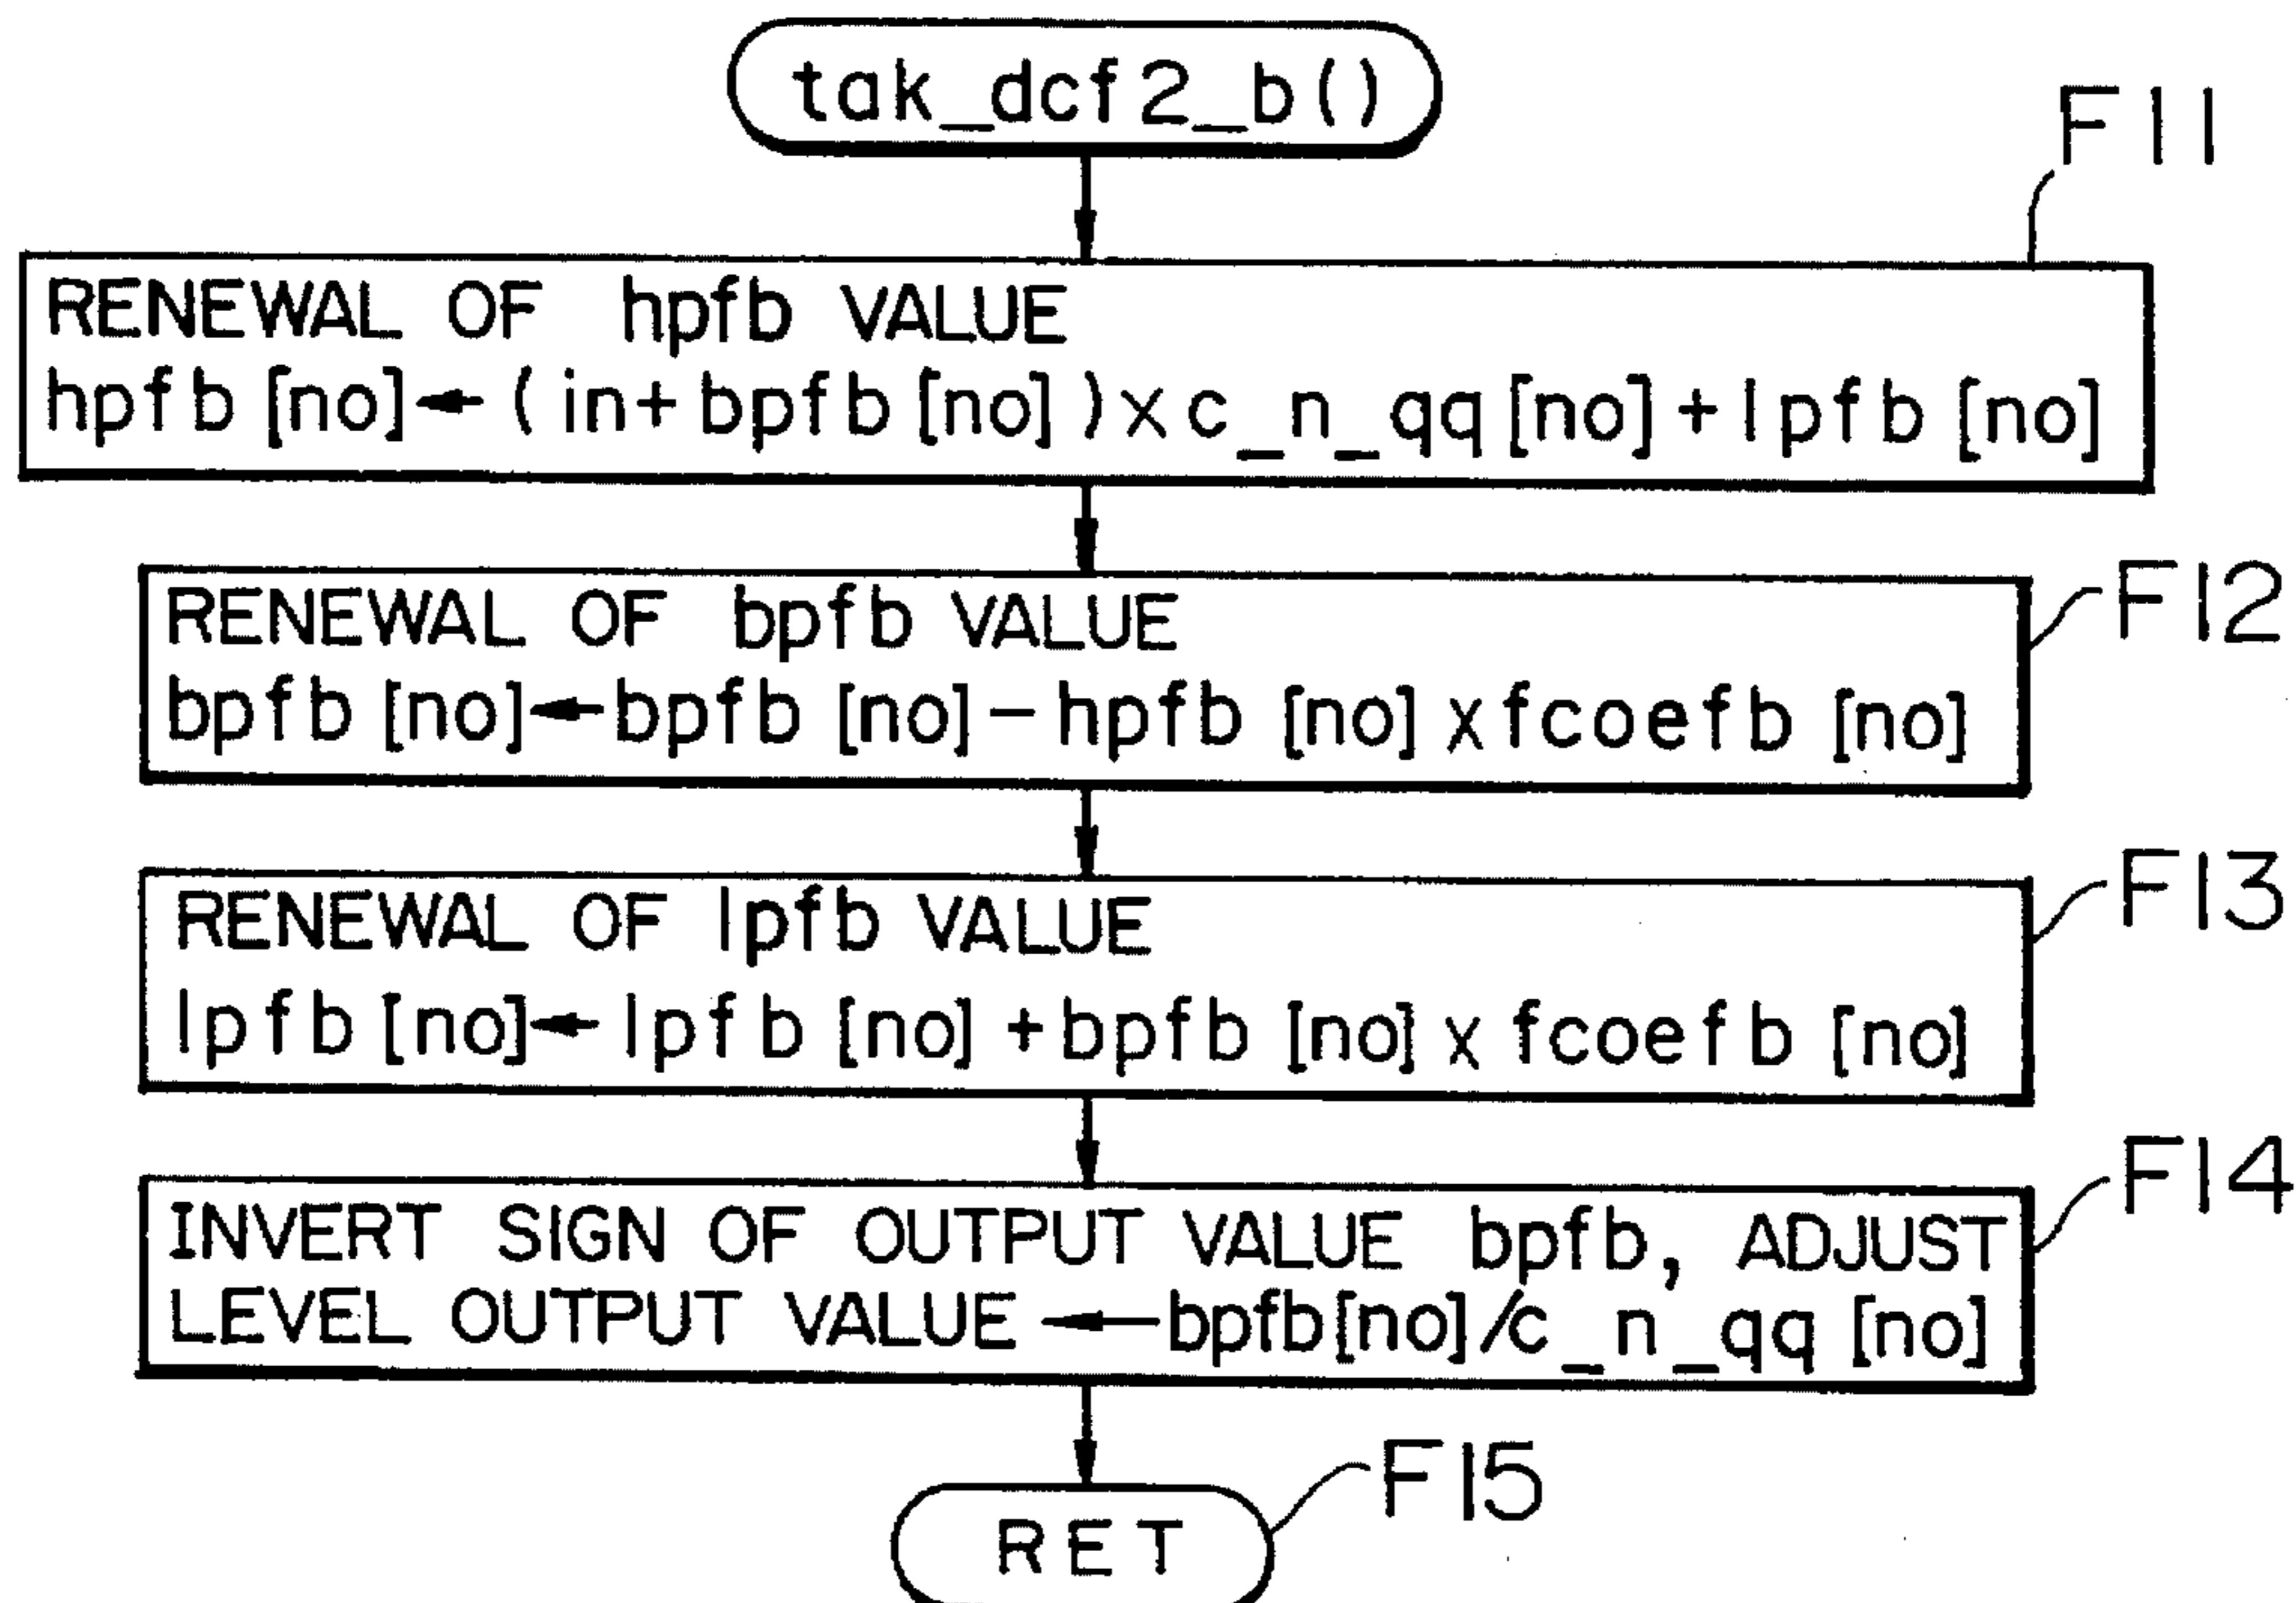 tak_dcf2_b()
F11
RENEWAL OF hpfb VALUE
hpfb [no] ← (in+bpfb [no] ) x c_n_qq [no] + lpfb [no]
F12
RENEWAL OF bpfb VALUE
bpfb [no] ← bpfb [no] – hpfb [no] x fcoefb [no]
F13
RENEWAL OF lpfb VALUE
lpfb [no] ← lpfb [no] + bpfb [no] x fcoefb [no]
F14
INVERT SIGN OF OUTPUT VALUE bpfb, ADJUST
LEVEL OUTPUT VALUE ← bpfb[no]/c_n_qq [no]
F15
RET